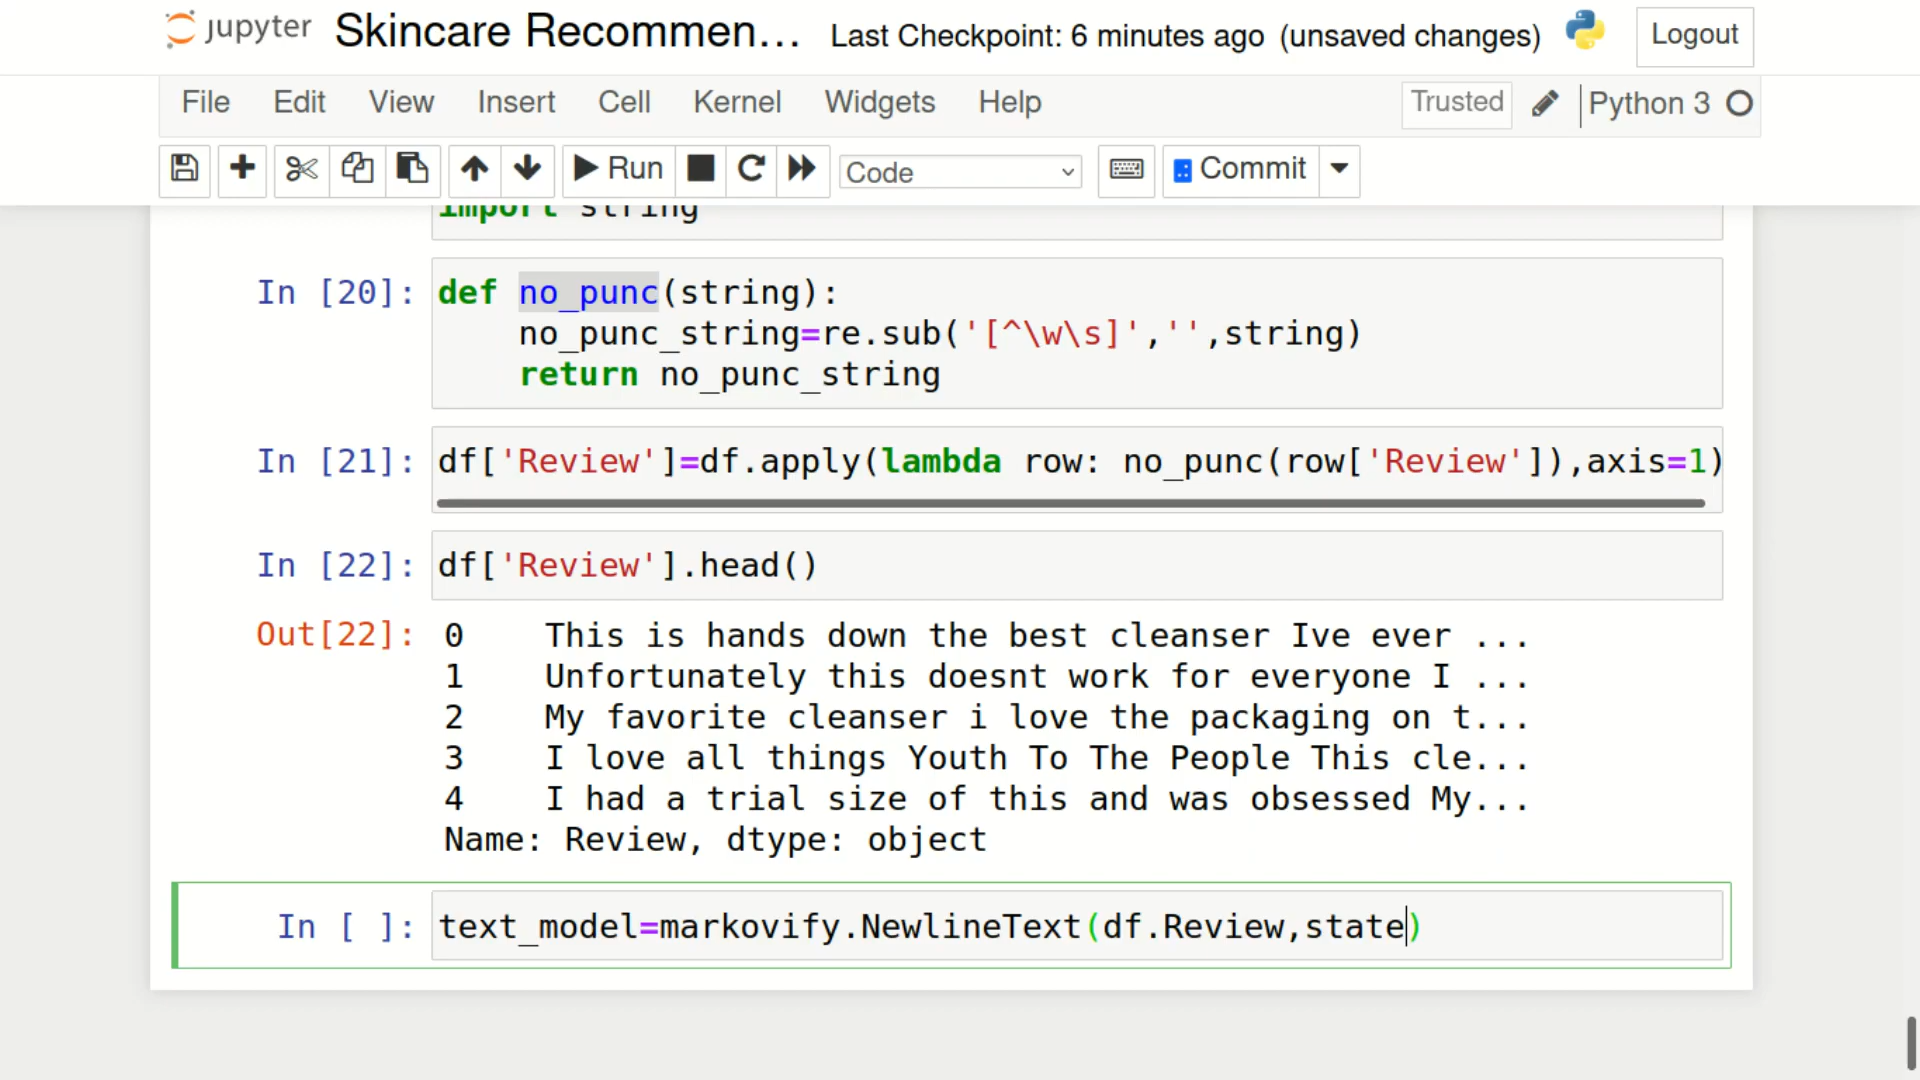 jupyter Skincare Recommen... Last Checkpoint: 6 minutes ago (unsaved changes) Logout
File Edit View Insert Cell Kernel Widgets Help Trusted Python 3
Run Code Commit
import string
In [20]: def no_punc(string):
no_punc_string=re.sub('[^\w\s]','',string)
return no_punc_string
In [21]: df['Review']=df.apply(lambda row: no_punc(row['Review']),axis=1)
In [22]: df['Review'].head()
Out[22]: 0 This is hands down the best cleanser Ive ever ...
1 Unfortunately this doesnt work for everyone I ...
2 My favorite cleanser i love the packaging on t...
3 I love all things Youth To The People This cle...
4 I had a trial size of this and was obsessed My...
Name: Review, dtype: object
In [ ]: text_model=markovify.NewlineText(df.Review,state)